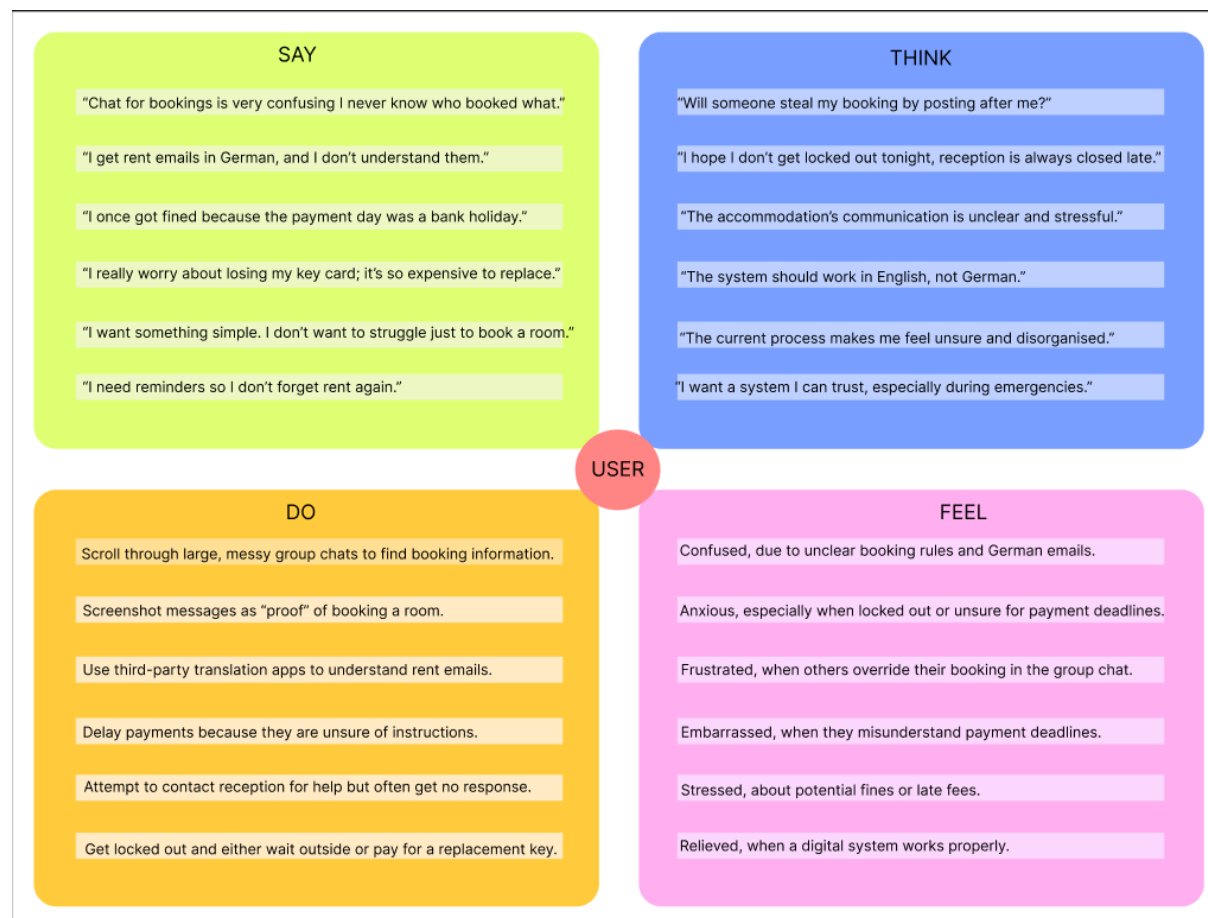 SAY
“Chat for bookings is very confusing I never know who booked what.”
“I get rent emails in German, and I don’t understand them.”
“I once got fined because the payment day was a bank holiday.”
“I really worry about losing my key card; it’s so expensive to replace.”
“I want something simple. I don’t want to struggle just to book a room.”
“I need reminders so I don’t forget rent again.”
THINK
“Will someone steal my booking by posting after me?”
“I hope I don’t get locked out tonight, reception is always closed late.”
“The accommodation’s communication is unclear and stressful.”
“The system should work in English, not German.”
“The current process makes me feel unsure and disorganised.”
“I want a system I can trust, especially during emergencies.”
USER
DO
Scroll through large, messy group chats to find booking information.
Screenshot messages as “proof” of booking a room.
Use third-party translation apps to understand rent emails.
Delay payments because they are unsure of instructions.
Attempt to contact reception for help but often get no response.
Get locked out and either wait outside or pay for a replacement key.
FEEL
Confused, due to unclear booking rules and German emails.
Anxious, especially when locked out or unsure for payment deadlines.
Frustrated, when others override their booking in the group chat.
Embarrassed, when they misunderstand payment deadlines.
Stressed, about potential fines or late fees.
Relieved, when a digital system works properly.